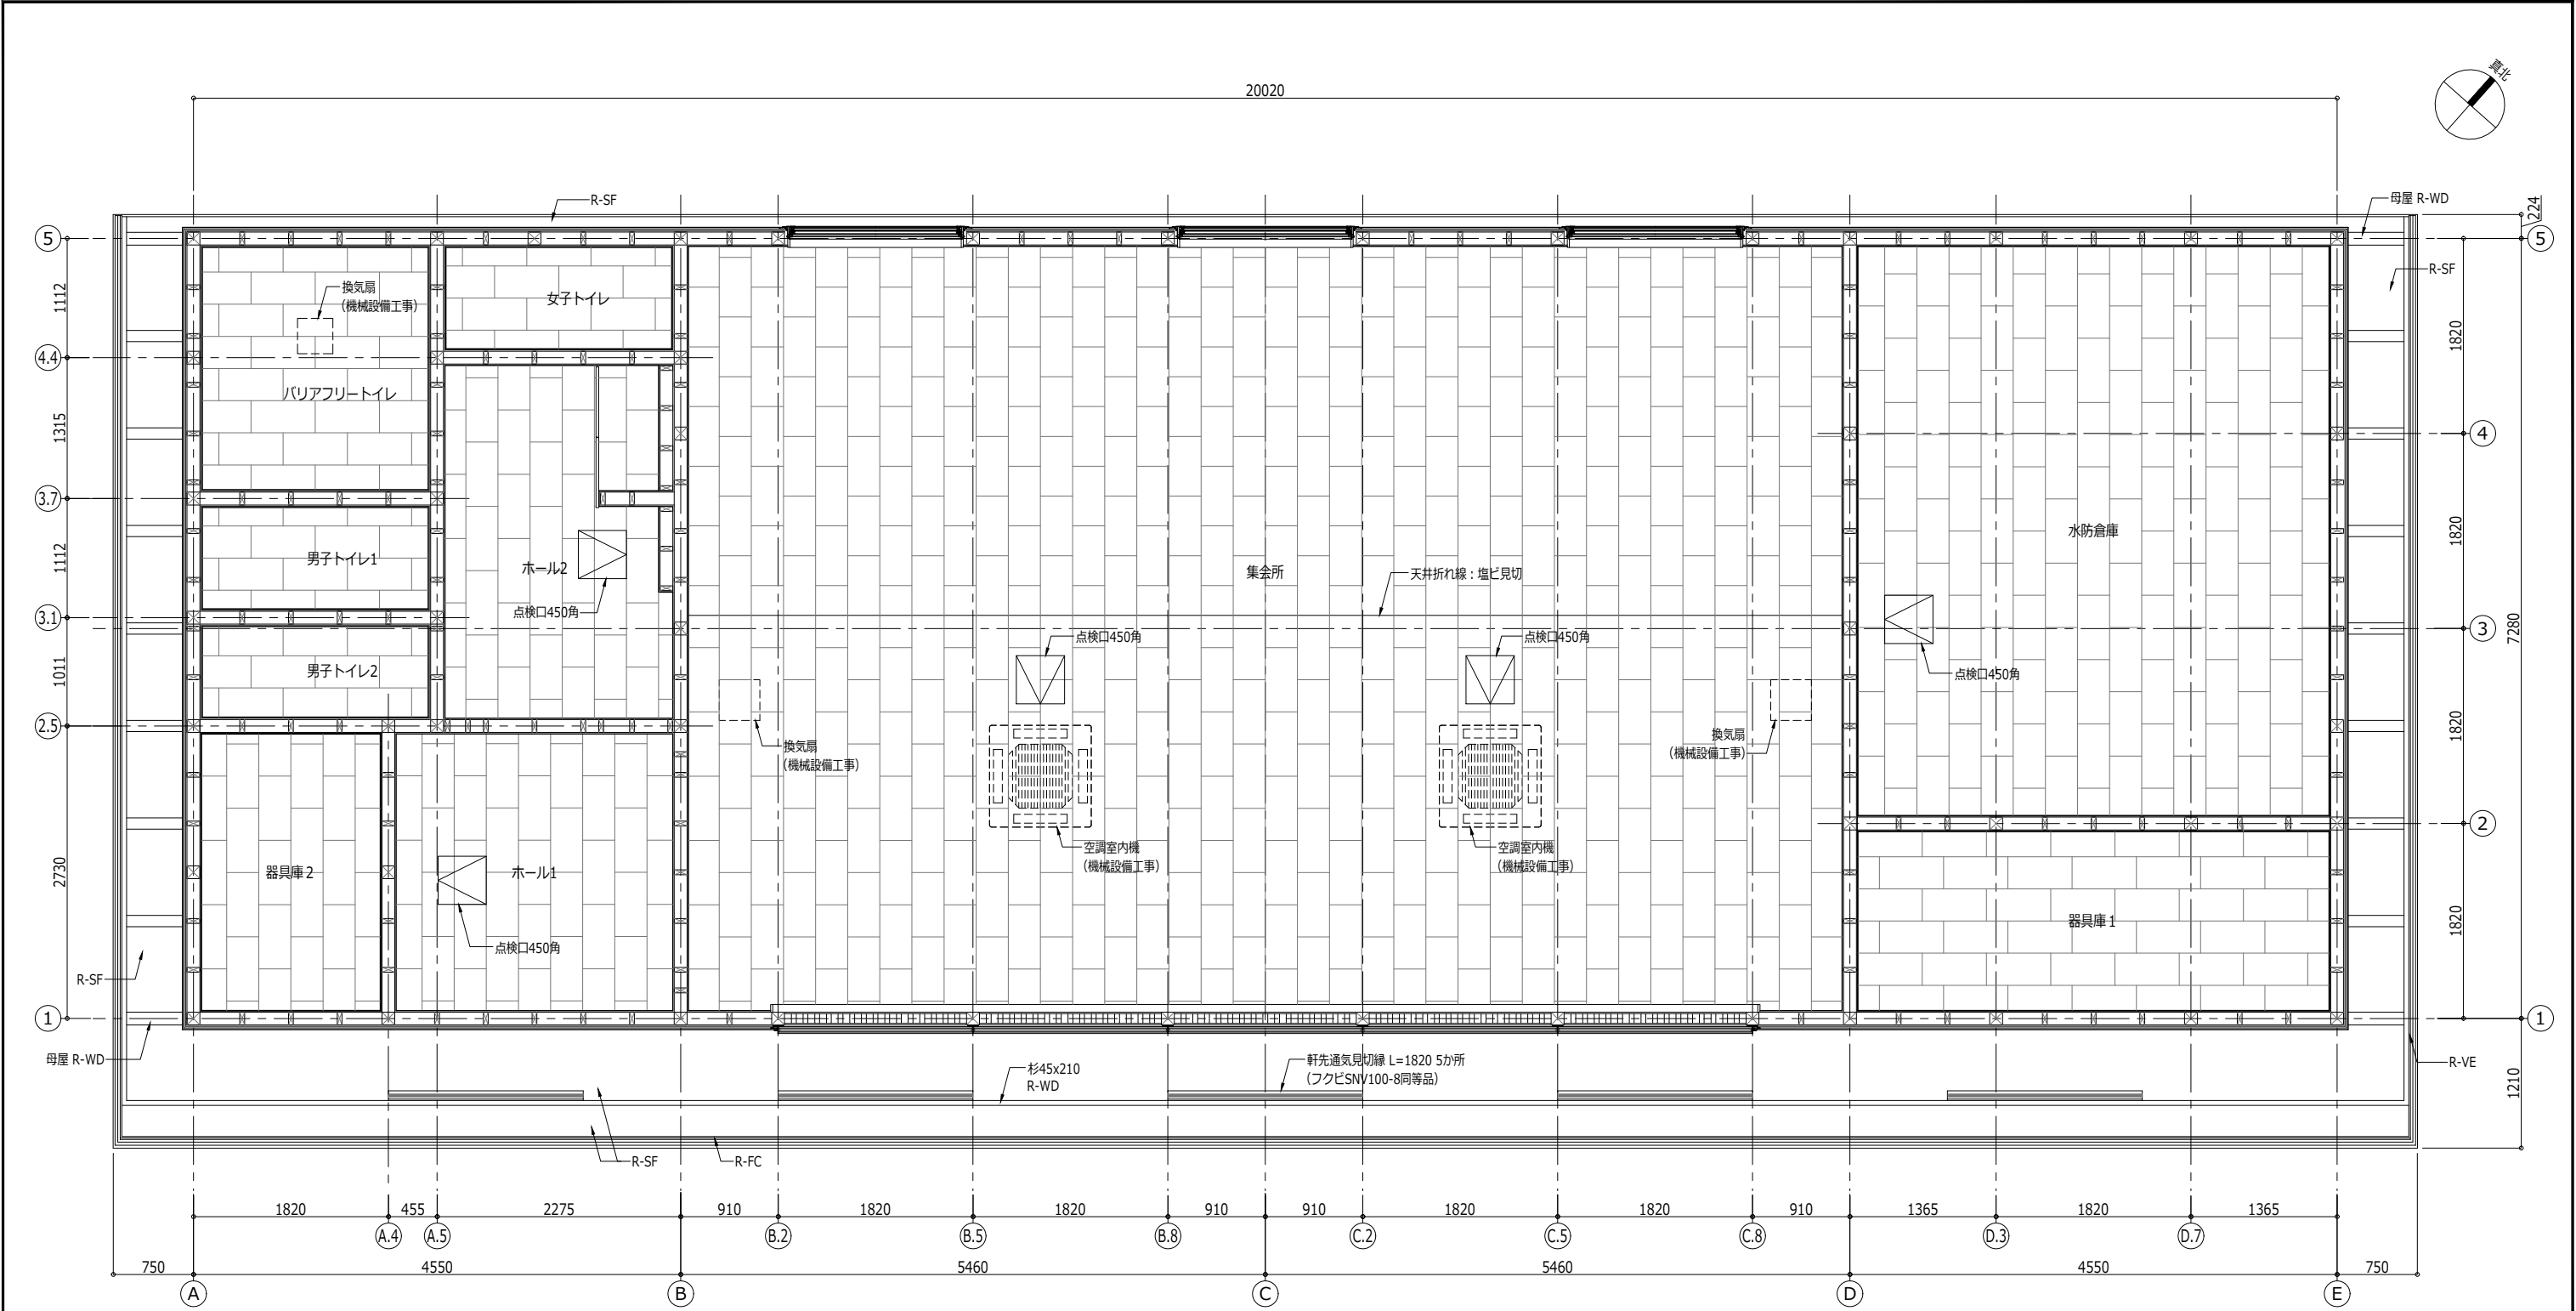 20020
真北
R-SF
母屋 R-WD
224
5
5
R-SF
換気扇
(機械設備工事)
女子トイレ
1112
1820
4.4
バリアフリートイレ
1315
4
3.7
1112
男子トイレ1
ホール2
点検口450角
集会所
天井折れ線:塩ビ見切
水防倉庫
1820
3.1
3
7280
点検口450角
点検口450角
点検口450角
1011
男子トイレ2
2.5
換気扇
(機械設備工事)
換気扇
(機械設備工事)
1820
2
空調室内機
(機械設備工事)
空調室内機
(機械設備工事)
2730
器具庫2
ホール1
点検口450角
器具庫1
1820
R-SF
1
1
母屋 R-WD
杉45x210
R-WD
軒先通気見切縁 L=1820 5か所
(フクビSNV100-8同等品)
R-VE
1210
R-SF
R-FC
1820 455 2275 910 1820 1820 910 910 1820 1820 910 1365 1820 1365
A.4 A.5 B.2 B.5 B.8 C.2 C.5 C.8 D.3 D.7
750 4550 5460 5460 4550 750
A B C D E